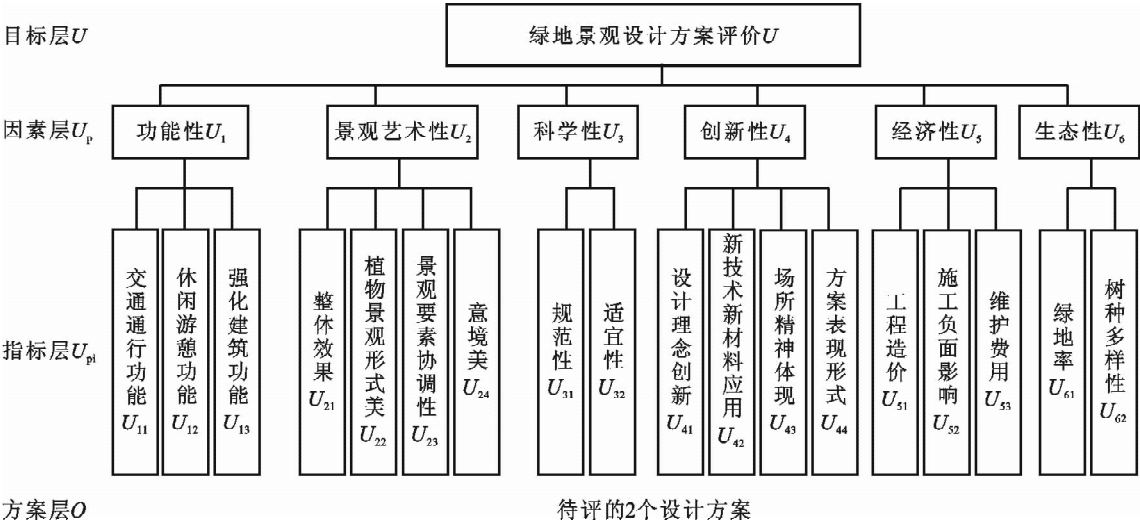 目标层U
绿地景观设计方案评价U
因素层Uₚ
功能性U₁
景观艺术性U₂
科学性U₃
创新性U₄
经济性U₅
生态性U₆
指标层Uₚᵢ
交通通行功能U₁₁
休闲游憩功能U₁₂
强化建筑功能U₁₃
整体效果U₂₁
植物景观形式美U₂₂
景观要素协调性U₂₃
意境美U₂₄
规范性U₃₁
适宜性U₃₂
设计理念创新U₄₁
新技术新材料应用U₄₂
场所精神体现U₄₃
方案表现形式U₄₄
工程造价U₅₁
施工负面影响U₅₂
维护费用U₅₃
绿地率U₆₁
树种多样性U₆₂
方案层O
待评的2个设计方案